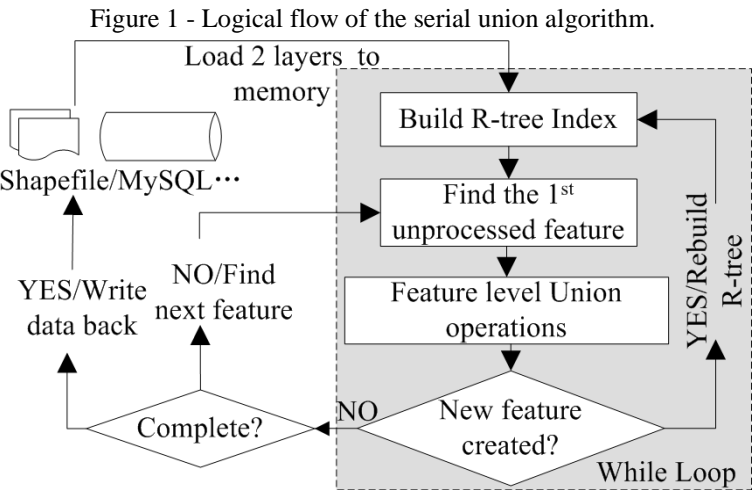 Figure 1 - Logical flow of the serial union algorithm.
Load 2 layers to
memory
Build R-tree Index
Shapefile/MySQL⋯
Find the 1st
unprocessed feature
YES/Rebuild
R-tree
NO/Find
next feature
YES/Write
data back
Feature level Union
operations
Complete?
NO
New feature
created?
While Loop